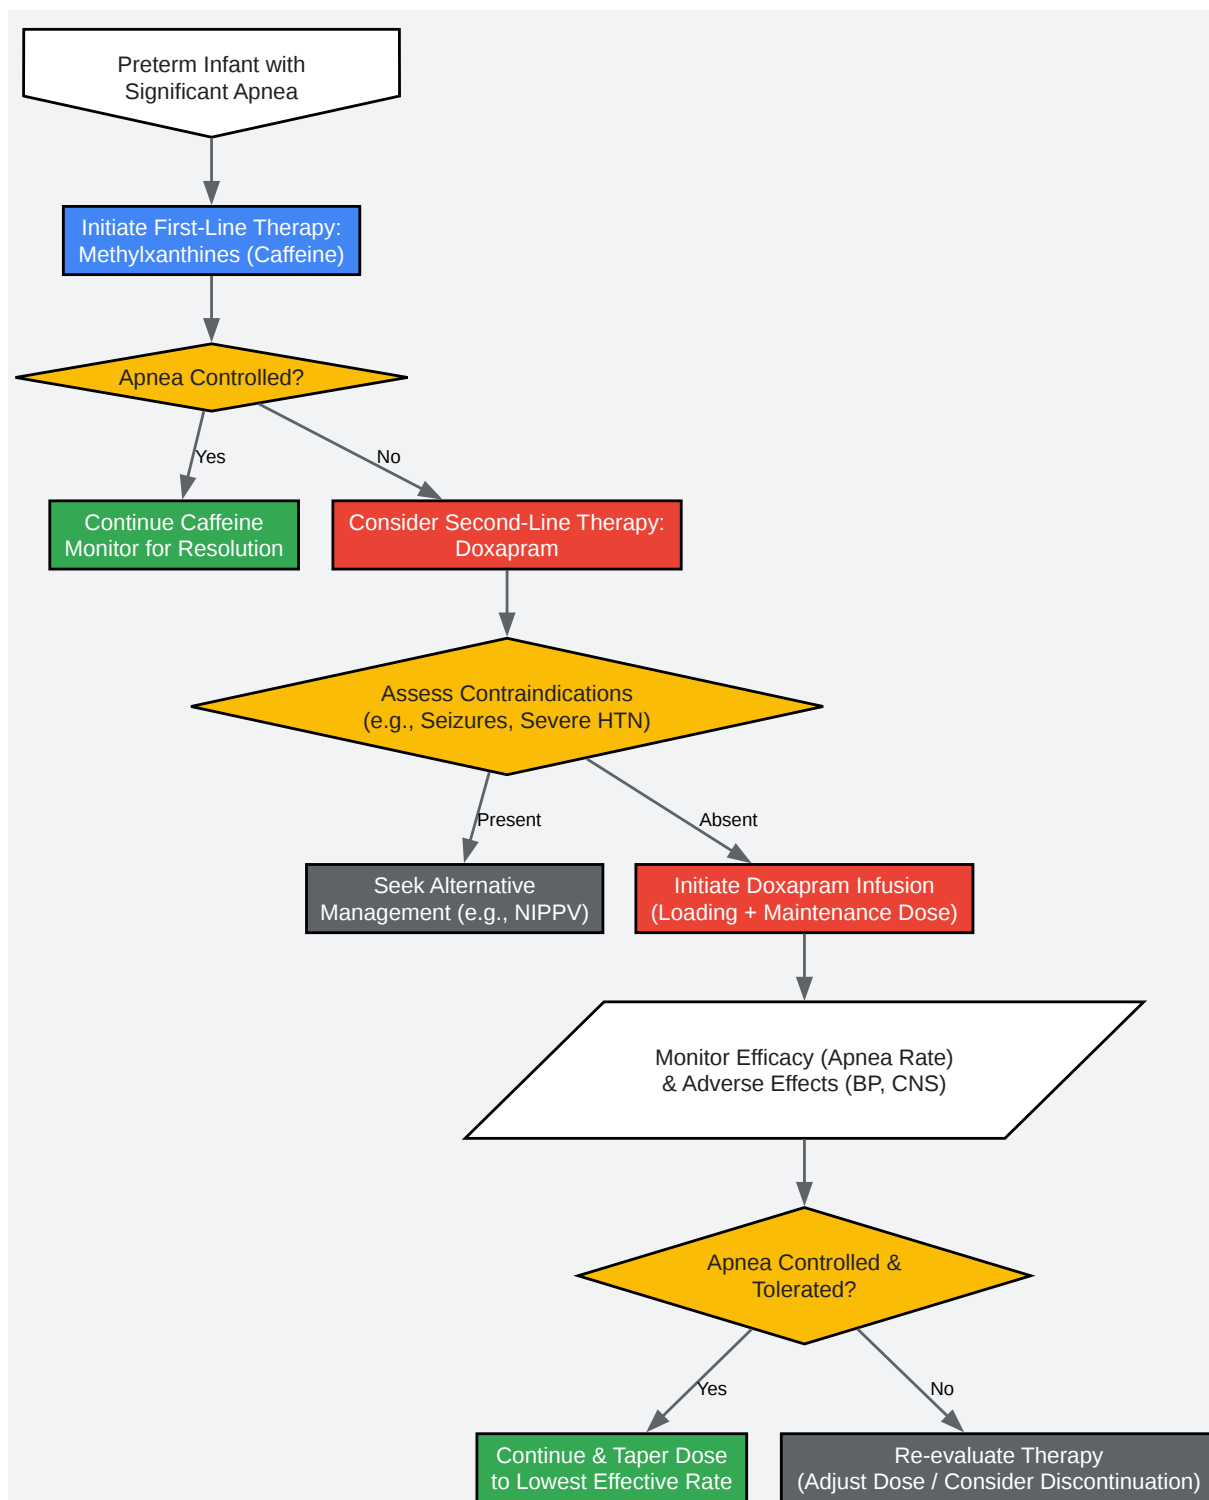 Preterm Infant with
Significant Apnea
Initiate First-Line Therapy:
Methylxanthines (Caffeine)
Apnea Controlled?
Yes
No
Continue Caffeine
Monitor for Resolution
Consider Second-Line Therapy:
Doxapram
Assess Contraindications
(e.g., Seizures, Severe HTN)
Present
Absent
Seek Alternative
Management (e.g., NIPPV)
Initiate Doxapram Infusion
(Loading + Maintenance Dose)
Monitor Efficacy (Apnea Rate)
& Adverse Effects (BP, CNS)
Apnea Controlled &
Tolerated?
Yes
No
Continue & Taper Dose
to Lowest Effective Rate
Re-evaluate Therapy
(Adjust Dose / Consider Discontinuation)